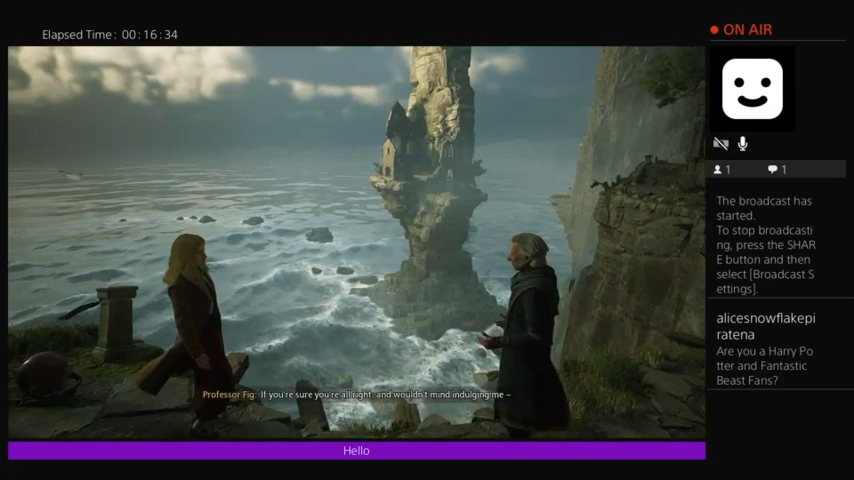 Elapsed Time: 00:16:34
ON AIR
1 1
The broadcast has
started.
To stop broadcasti
ng, press the SHAR
E button and then
select [Broadcast S
ettings].
alicesnowflakepi
ratena
Are you a Harry Po
tter and Fantastic
Beast Fans?
Professor Fig: If you're sure you're all right, and wouldn't mind indulging me –
Hello